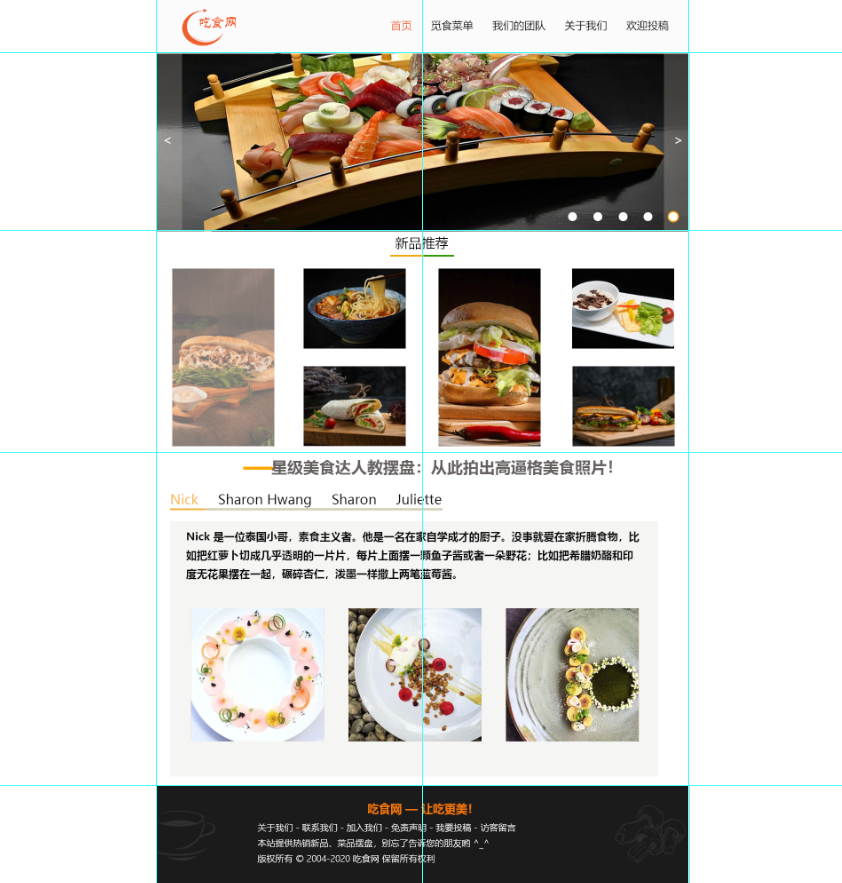 吃食网
首页 觅食菜单 我们的团队 关于我们 欢迎投稿
< >
新品推荐
星级美食达人教摆盘：从此拍出高逼格美食照片！
Nick Sharon Hwang Sharon Juliette
Nick 是一位泰国小哥，素食主义者。他是一名在家自学成才的厨子。没事就爱在家折腾食物，比
如把红萝卜切成几乎透明的一片片，每片上面摆一颗鱼子酱或者一朵野花；比如把希腊奶酪和印
度无花果摆在一起，碾碎杏仁，泼墨一样撒上两笔蓝莓酱。
吃食网 — 让吃更美！
关于我们 - 联系我们 - 加入我们 - 免责声明 - 我要投稿 - 访客留言
本站提供热销新品、菜品摆盘，别忘了告诉您的朋友哟 ^_^
版权所有 © 2004-2020 吃食网 保留所有权利